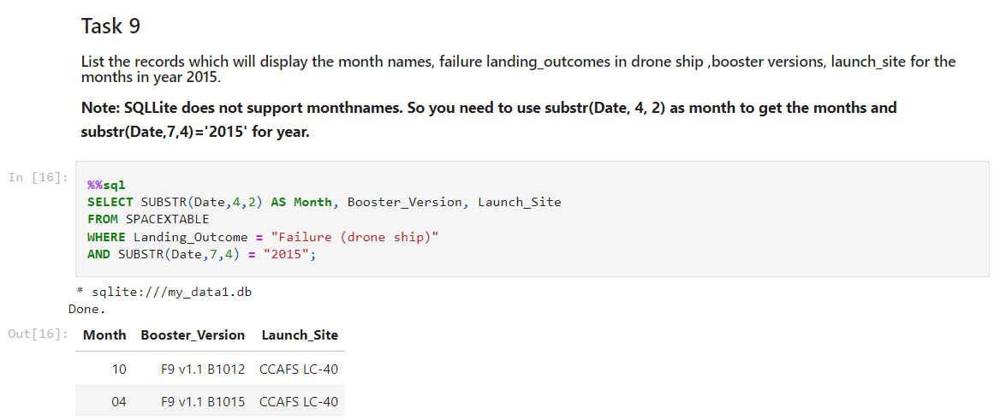 Task 9
List the records which will display the month names, failure landing_outcomes in drone ship ,booster versions, launch_site for the
months in year 2015.
Note: SQLLite does not support monthnames. So you need to use substr(Date, 4, 2) as month to get the months and
substr(Date,7,4)='2015' for year.
In [16]:
%%sql
SELECT SUBSTR(Date,4,2) AS Month, Booster_Version, Launch_Site
FROM SPACEXTABLE
WHERE Landing_Outcome = "Failure (drone ship)"
AND SUBSTR(Date,7,4) = "2015";
* sqlite:///my_data1.db
Done.
Out[16]:
Month Booster_Version Launch_Site
10 F9 v1.1 B1012 CCAFS LC-40
04 F9 v1.1 B1015 CCAFS LC-40